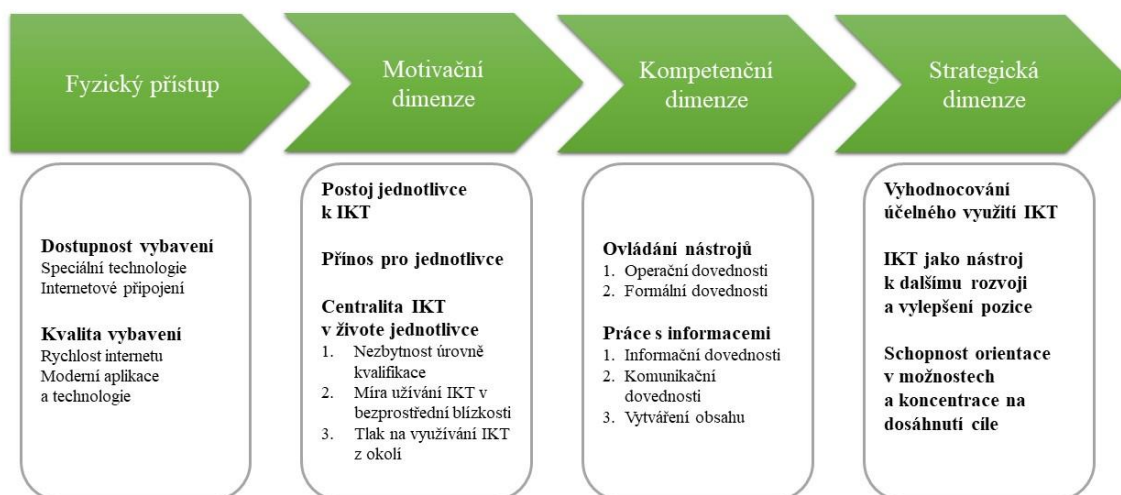 Fyzický přístup
Motivační
dimenze
Kompetenční
dimenze
Strategická
dimenze
Dostupnost vybavení
Speciální technologie
Internetové připojení
Kvalita vybavení
Rychlost internetu
Moderní aplikace
a technologie
Postoj jednotlivce
k IKT
Přínos pro jednotlivce
Centralita IKT
v živote jednotlivce
1. Nezbytnost úrovně
kvalifikace
2. Míra užívání IKT v
bezprostřední blízkosti
3. Tlak na využívání IKT
z okolí
Ovládání nástrojů
1. Operační dovednosti
2. Formální dovednosti
Práce s informacemi
1. Informační dovednosti
2. Komunikační
dovednosti
3. Vytváření obsahu
Vyhodnocování
účelného využití IKT
IKT jako nástroj
k dalšímu rozvoji
a vylepšení pozice
Schopnost orientace
v možnostech
a koncentrace na
dosáhnutí cíle